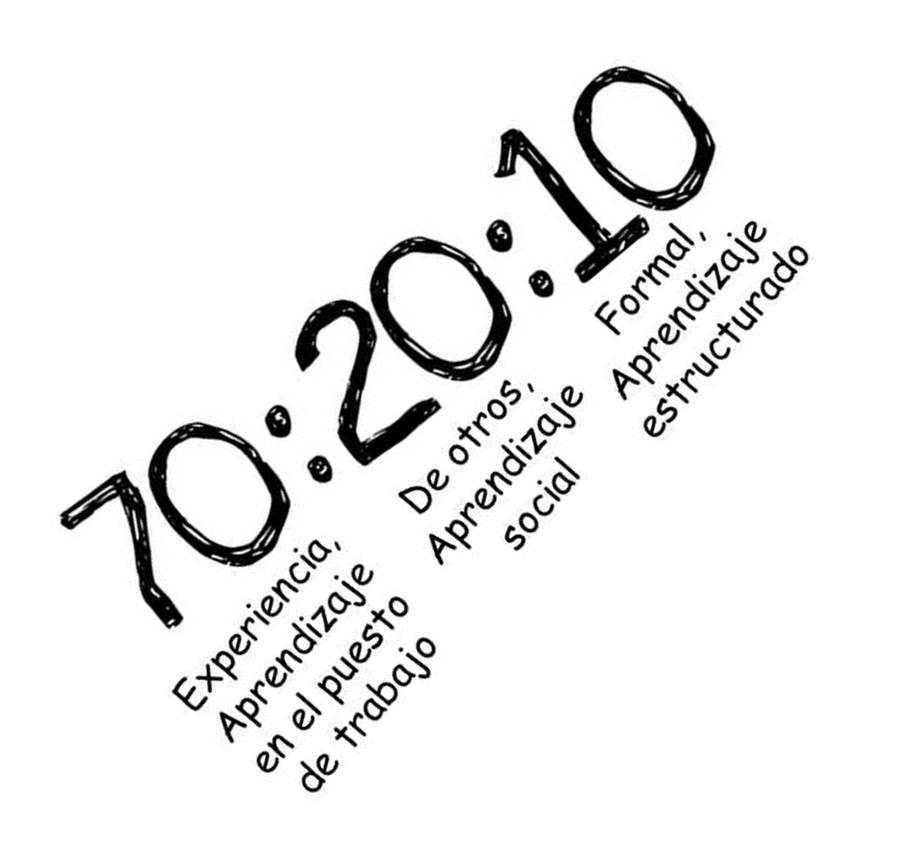 70:20:10
Experiencia,
Aprendizaje
en el puesto
de trabajo
De otros,
Aprendizaje
social
Formal,
Aprendizaje
estructurado